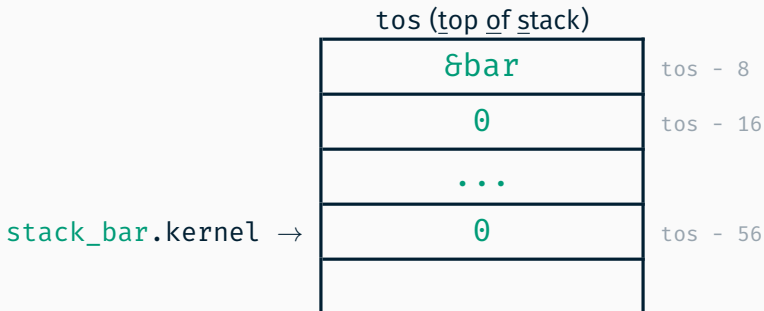 tos (top of stack)
&bar tos - 8
0 tos - 16
...
stack_bar.kernel → 0 tos - 56